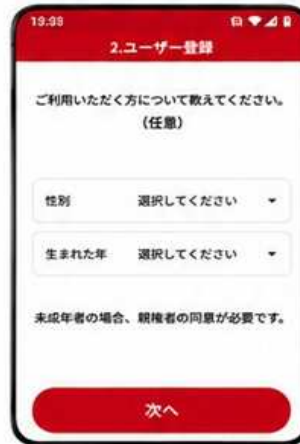 19:33
2.ユーザー登録
ご利用いただく方について教えてください。
（任意）
性別 選択してください
生まれた年 選択してください
未成年者の場合、親権者の同意が必要です。
次へ